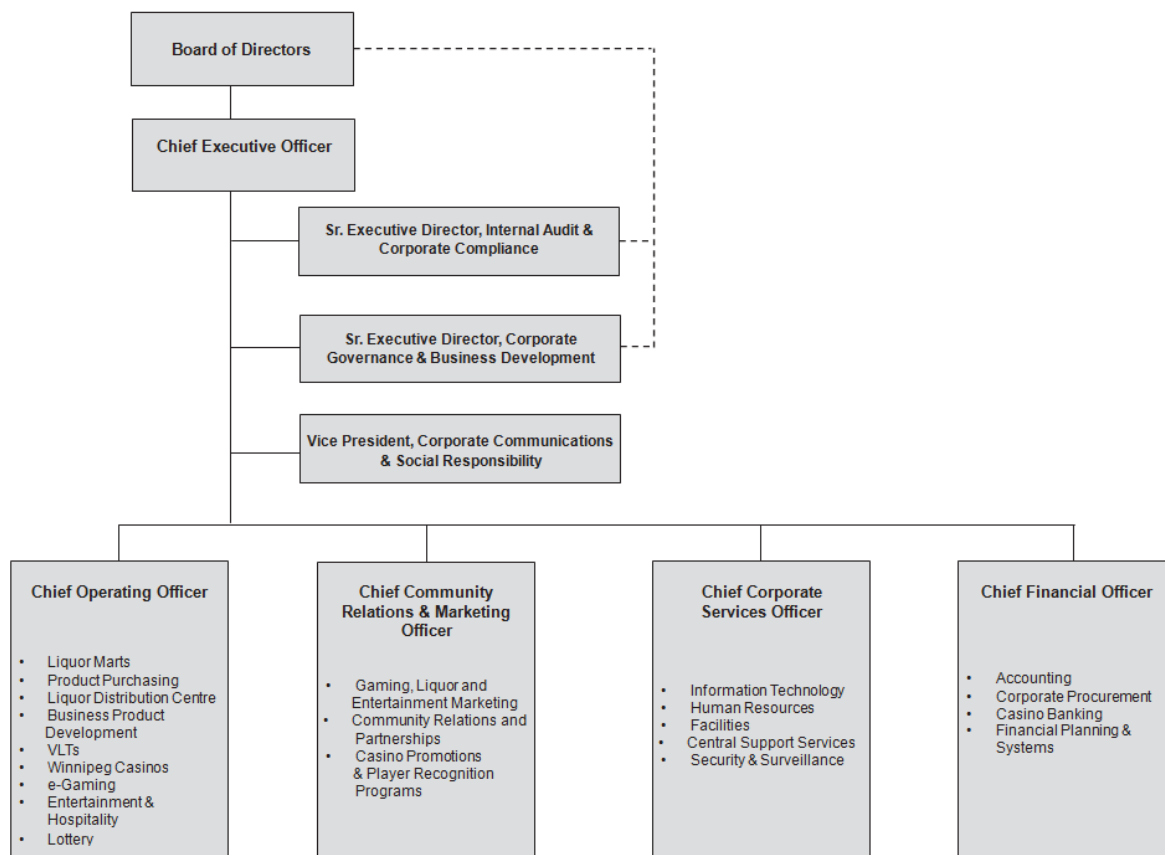 Board of Directors
Chief Executive Officer
Sr. Executive Director, Internal Audit &
Corporate Compliance
Sr. Executive Director, Corporate
Governance & Business Development
Vice President, Corporate Communications
& Social Responsibility
Chief Operating Officer
• Liquor Marts
• Product Purchasing
• Liquor Distribution Centre
• Business Product
Development
• VLTs
• Winnipeg Casinos
• e-Gaming
• Entertainment &
Hospitality
• Lottery
Chief Community
Relations & Marketing
Officer
• Gaming, Liquor and
Entertainment Marketing
• Community Relations and
Partnerships
• Casino Promotions
& Player Recognition
Programs
Chief Corporate
Services Officer
• Information Technology
• Human Resources
• Facilities
• Central Support Services
• Security & Surveillance
Chief Financial Officer
• Accounting
• Corporate Procurement
• Casino Banking
• Financial Planning &
Systems